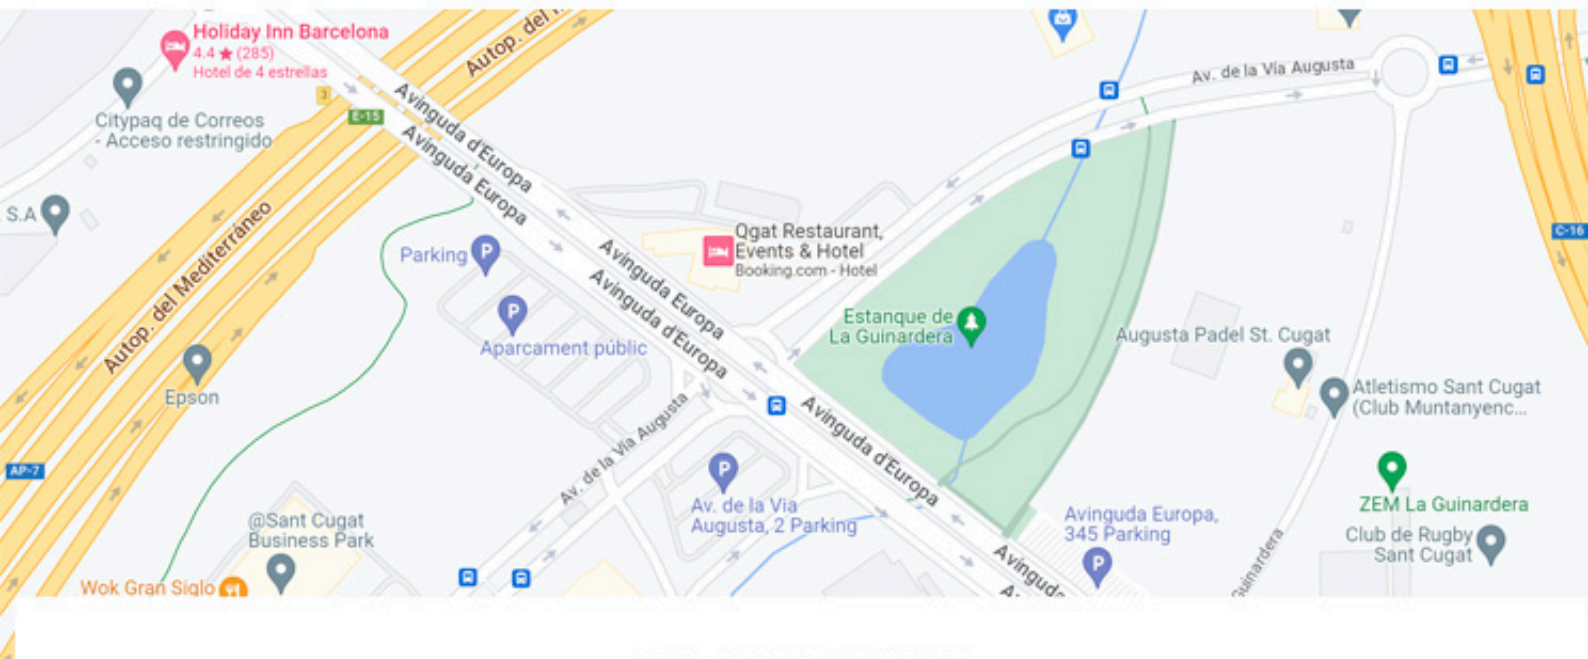 Holiday Inn Barcelona
4.4 ★ (285)
Hotel de 4 estrellas
Autop. del
Citypaq de Correos
- Acceso restringido
3
E-15
Avinguda d'Europa
Avinguda Europa
Av. de la Via Augusta
S.A
Autop. del Mediterráneo
Parking
P
P
Aparcament públic
Avinguda Europa
Avinguda d'Europa
Qgat Restaurant,
Events & Hotel
Booking.com - Hotel
C-16
Estanque de
La Guinardera
Augusta Padel St. Cugat
Atletismo Sant Cugat
(Club Muntanyenc...
Epson
AP-7
Av. de la Via Augusta
Avinguda d'Europa
P
Av. de la Via
Augusta, 2 Parking
@Sant Cugat
Business Park
Wok Gran Siglo
Avinguda Europa,
345 Parking
P
Avinguda
ZEM La Guinardera
Club de Rugby
Sant Cugat
Guinardera